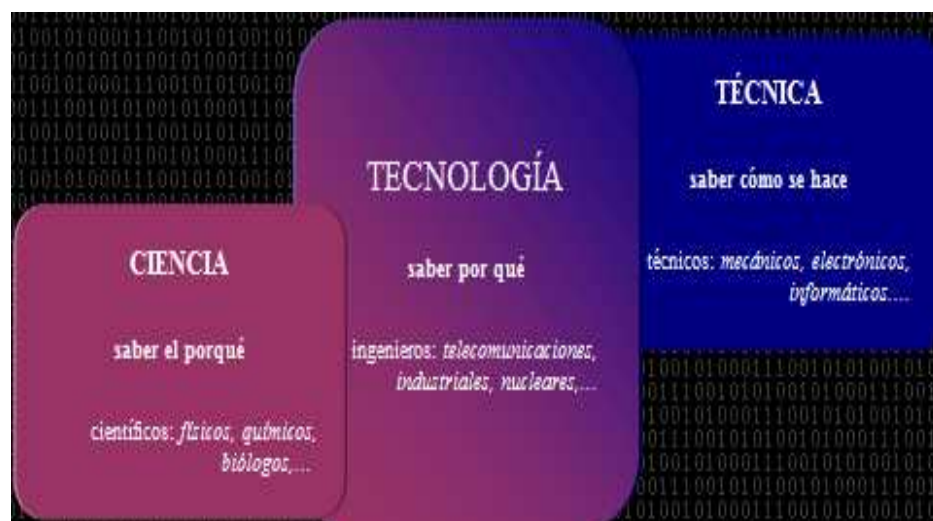 CIENCIA
saber el porqué
científicos: físicos, químicos,
biólogos,...
TECNOLOGÍA
saber por qué
ingenieros: telecomunicaciones,
industriales, nucleares,...
TÉCNICA
saber cómo se hace
técnicos: mecánicos, electrónicos,
informáticos....